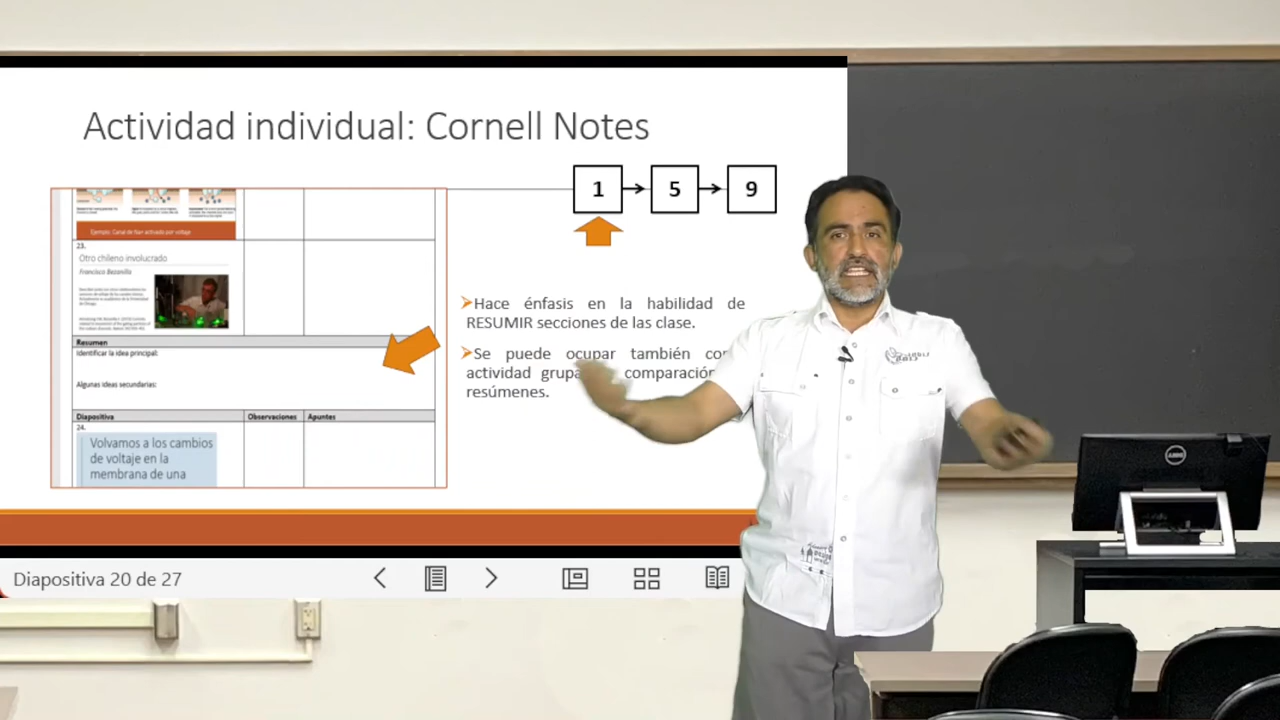 Actividad individual: Cornell Notes
1 5 9
Ejemplo: Canal de Na+ activado por voltaje
23.
Otro chileno involucrado
Francisco Bezanilla
Resumen
Identificar la idea principal:
Algunas ideas secundarias:
Diapositiva Observaciones Apuntes
24.
Volvamos a los cambios
de voltaje en la
membrana de una
Hace énfasis en la habilidad de
RESUMIR secciones de las clase.
Se puede ocupar también
actividad comparación
resúmenes.
Diapositiva 20 de 27
DELL